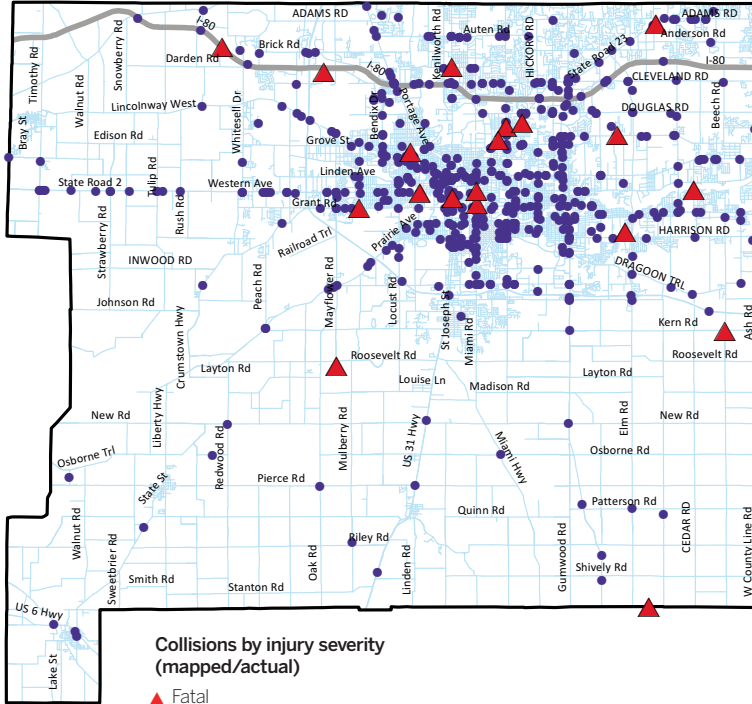 ADAMS RD
ADAMS RD
I-80
Auten Rd
Kenilworth Rd
HICKORY RD
State Road 23
Anderson Rd
I-80
Brick Rd
Darden Rd
I-80
CLEVELAND RD
Timothy Rd
Snowberry Rd
Walnut Rd
Lincolnway West
Whitesell Dr
Bendix Dr
Portage Ave
DOUGLAS RD
Beech Rd
Bray St
Edison Rd
Grove St
Linden Ave
State Road 2
Tulip Rd
Western Ave
Rush Rd
Grant Rd
Strawberry Rd
Prairie Ave
Railroad Trl
HARRISON RD
INWOOD RD
DRAGOON TRL
Peach Rd
Mayflower Rd
Locust Rd
St Joseph St
Miami Rd
Johnson Rd
Crumstown Hwy
Kern Rd
Ash Rd
Roosevelt Rd
Roosevelt Rd
Layton Rd
Layton Rd
Louise Ln
Madison Rd
New Rd
Liberty Hwy
Redwood Rd
Mulberry Rd
US 31 Hwy
Miami Hwy
Elm Rd
New Rd
Osborne Trl
Osborne Rd
State St
Pierce Rd
Patterson Rd
Quinn Rd
Walnut Rd
Sweetbrier Rd
Riley Rd
Oak Rd
Linden Rd
Gumwood Rd
CEDAR RD
W County Line Rd
Shively Rd
Smith Rd
Stanton Rd
US 6 Hwy
Lake St
Collisions by injury severity
(mapped/actual)
Fatal